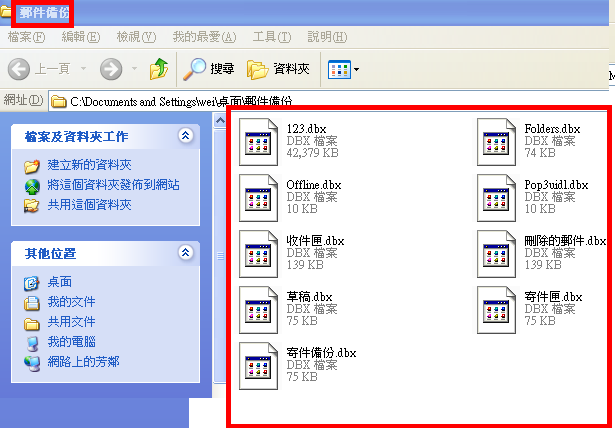 郵件備份
檔案(F) 編輯(E) 檢視(V) 我的最愛(A) 工具(T) 說明(H)
上一頁 搜尋 資料夾
網址(D) C:\Documents and Settings\wei\桌面\郵件備份
檔案及資料夾工作
建立新的資料夾
將這個資料夾發佈到網站
共用這個資料夾
其他位置
桌面
我的文件
共用文件
我的電腦
網路上的芳鄰
123.dbx
DBX 檔案
42,379 KB
Folders.dbx
DBX 檔案
74 KB
Offline.dbx
DBX 檔案
10 KB
Pop3uidl.dbx
DBX 檔案
10 KB
收件匣.dbx
DBX 檔案
139 KB
刪除的郵件.dbx
DBX 檔案
139 KB
草稿.dbx
DBX 檔案
75 KB
寄件匣.dbx
DBX 檔案
75 KB
寄件備份.dbx
DBX 檔案
75 KB